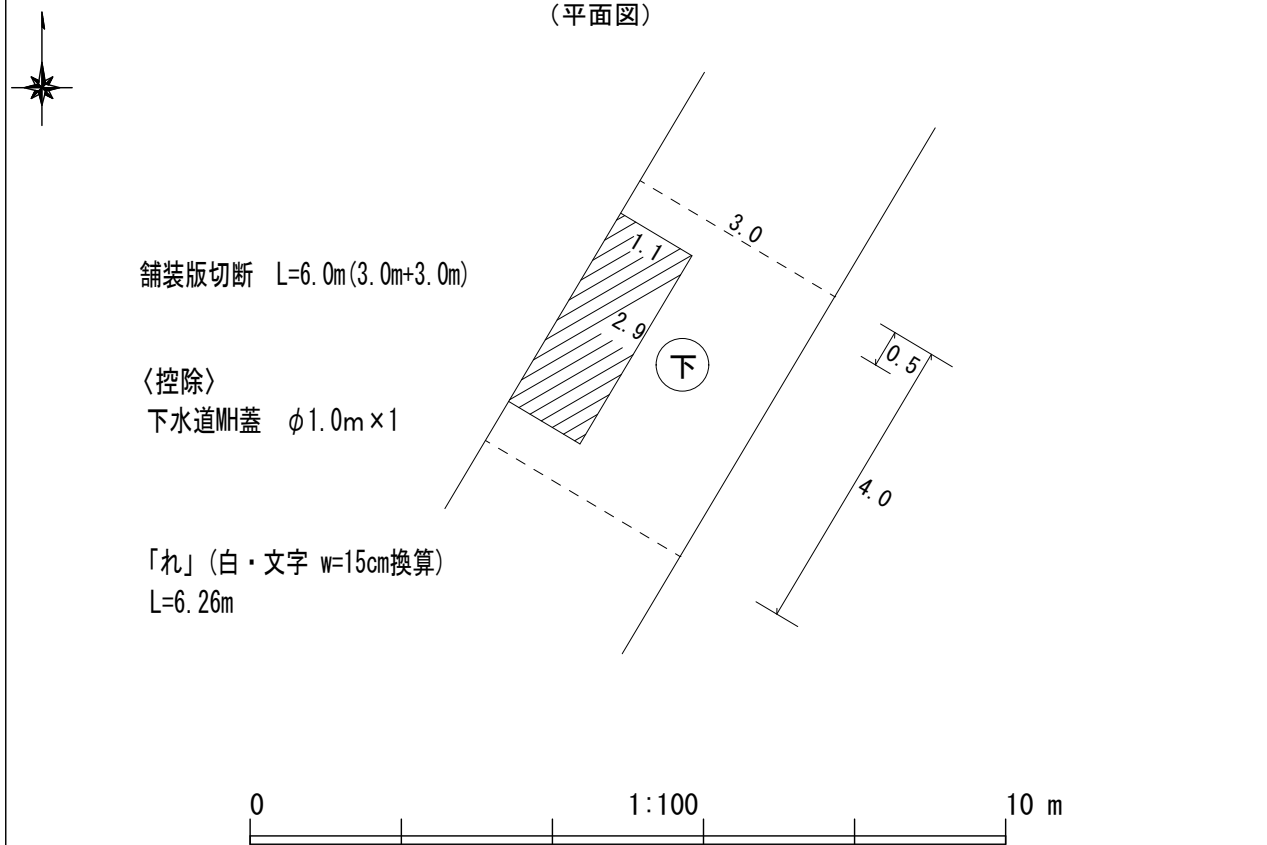 (平面図)
3.0
1.1
舗装版切断 L=6.0m(3.0m+3.0m)
2.9
下
0.5
〈控除〉
下水道MH蓋 φ1.0m×1
4.0
「れ」(白・文字 w=15cm換算)
L=6.26m
0 1:100 10 m